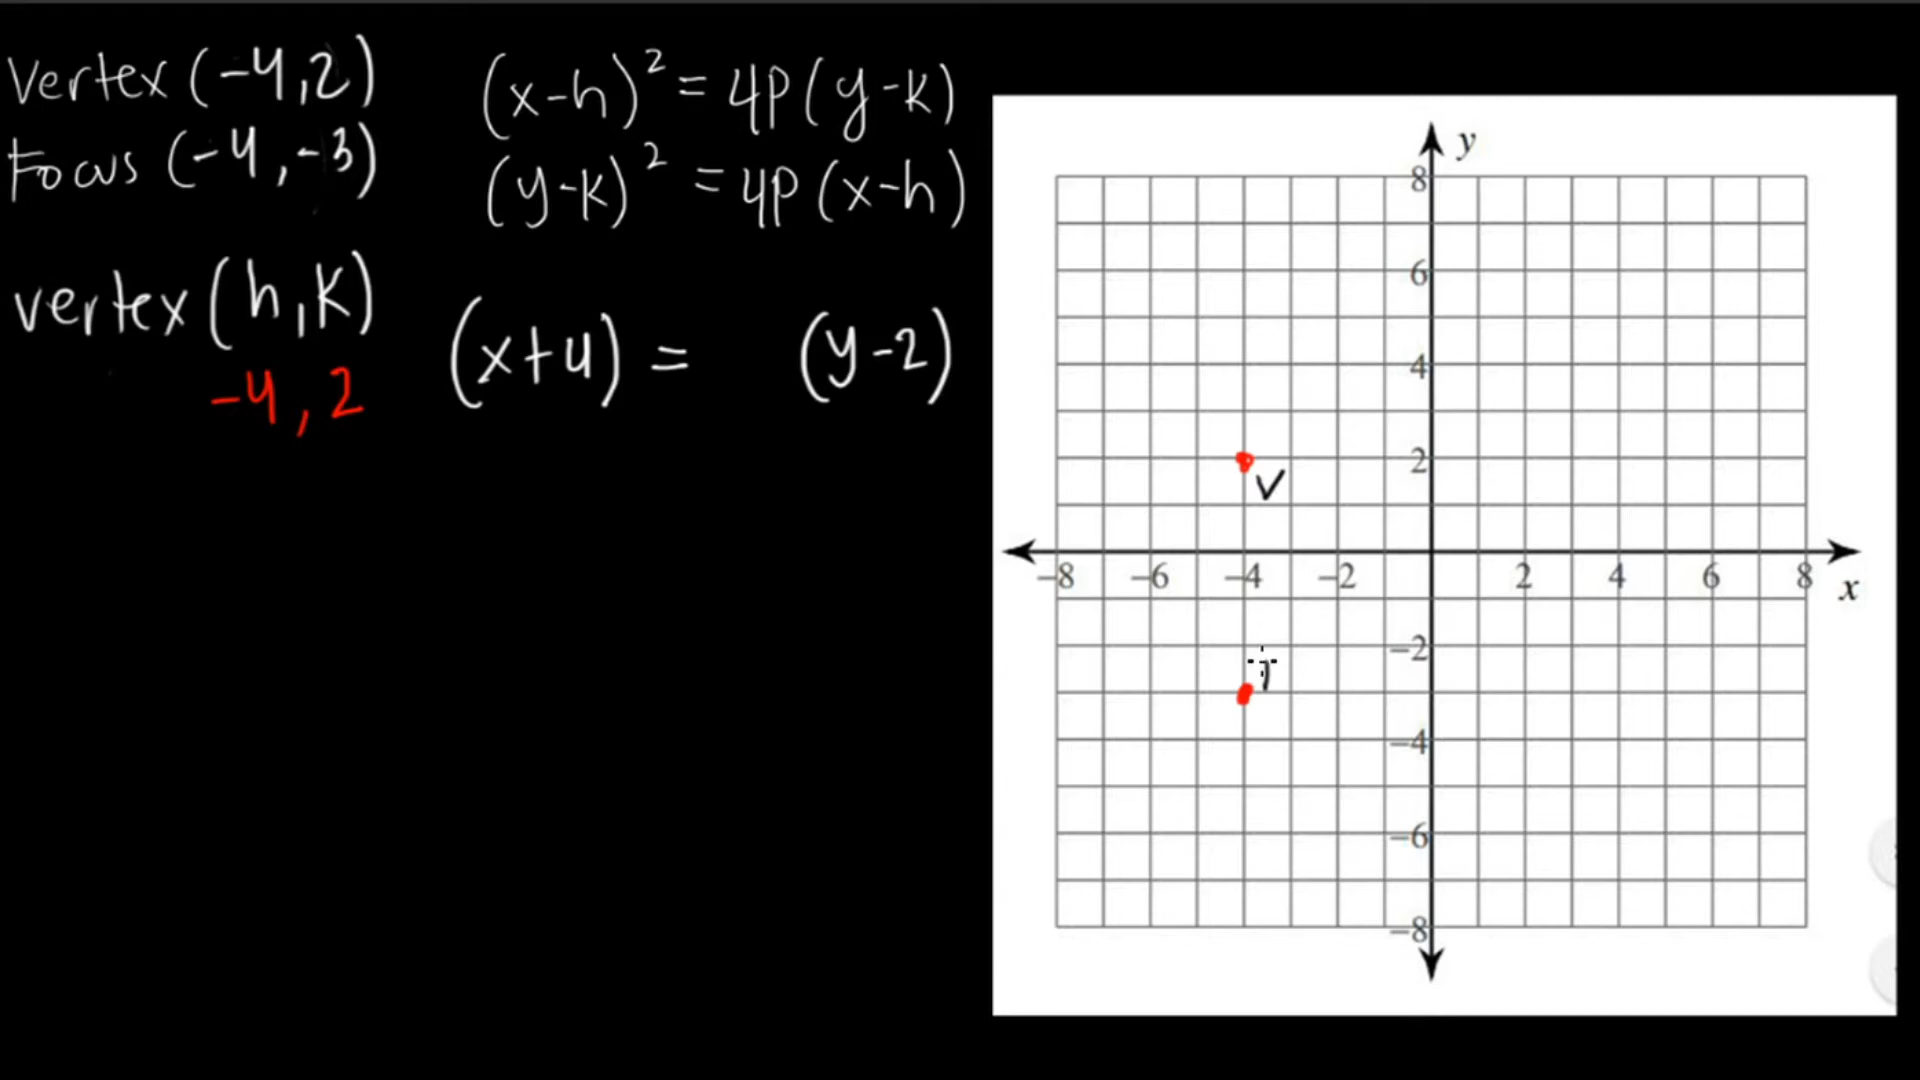 Vertex (-4,2)
Focus (-4,-3)
(x-h)² = 4P(y-k)
(y-k)² = 4P(x-h)
vertex (h,k)
-4, 2
(x+4) = (y-2)
y
8
6
4
2
V
-8 -6 -4 -2 2 4 6 8
x
-2
-4
-6
-8